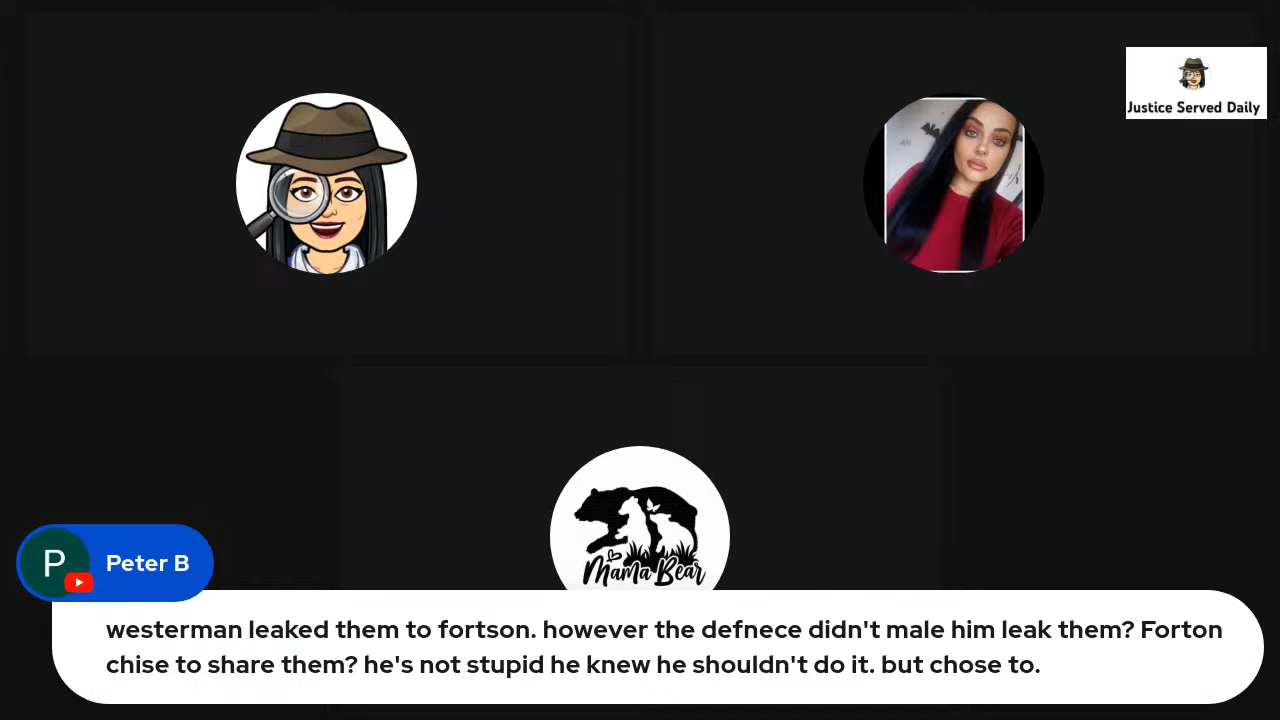 Justice Served Daily
Mama Bear
Peter B
westerman leaked them to fortson. however the defnece didn't male him leak them? Forton
chise to share them? he's not stupid he knew he shouldn't do it. but chose to.